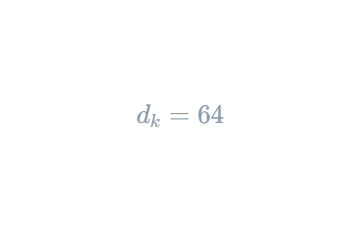 d_k = 64